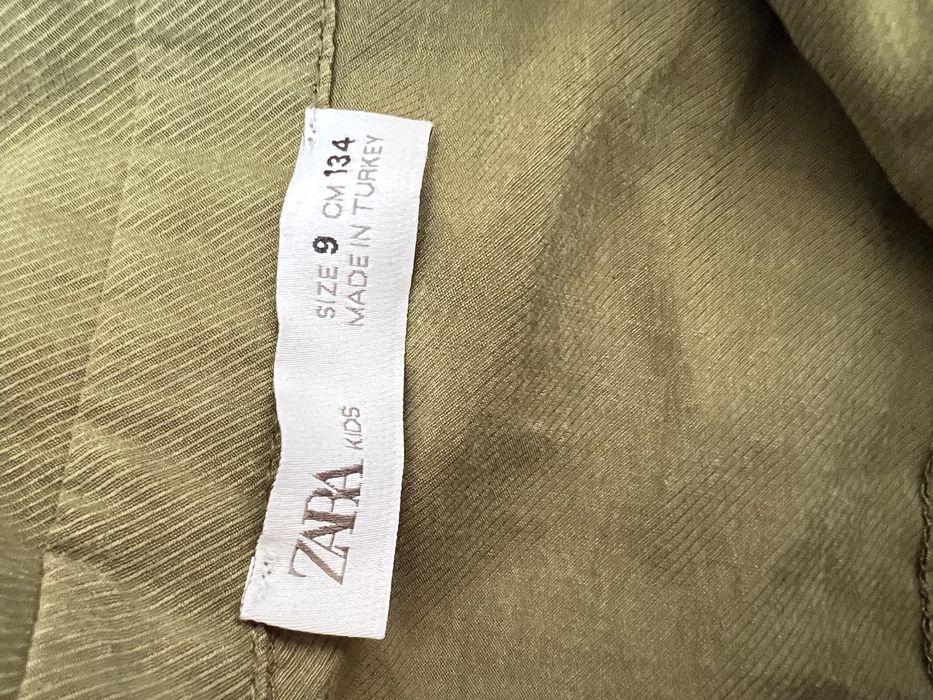 ZARA KIDS
SIZE 9 CM 134
MADE IN TURKEY